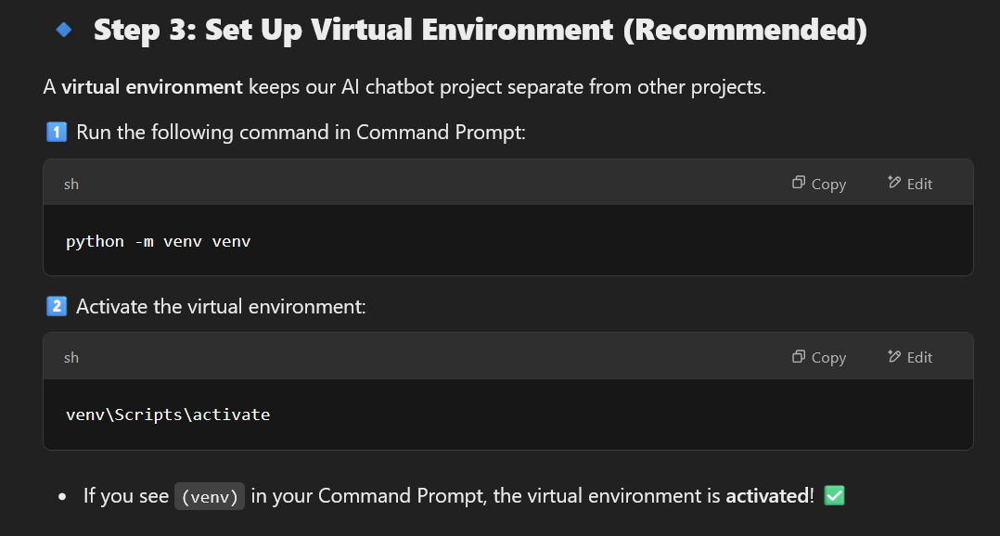 🔹 Step 3: Set Up Virtual Environment (Recommended)
A virtual environment keeps our AI chatbot project separate from other projects.
1️⃣ Run the following command in Command Prompt:
sh Copy Edit
python -m venv venv
2️⃣ Activate the virtual environment:
sh Copy Edit
venv\Scripts\activate
• If you see (venv) in your Command Prompt, the virtual environment is activated! ✅